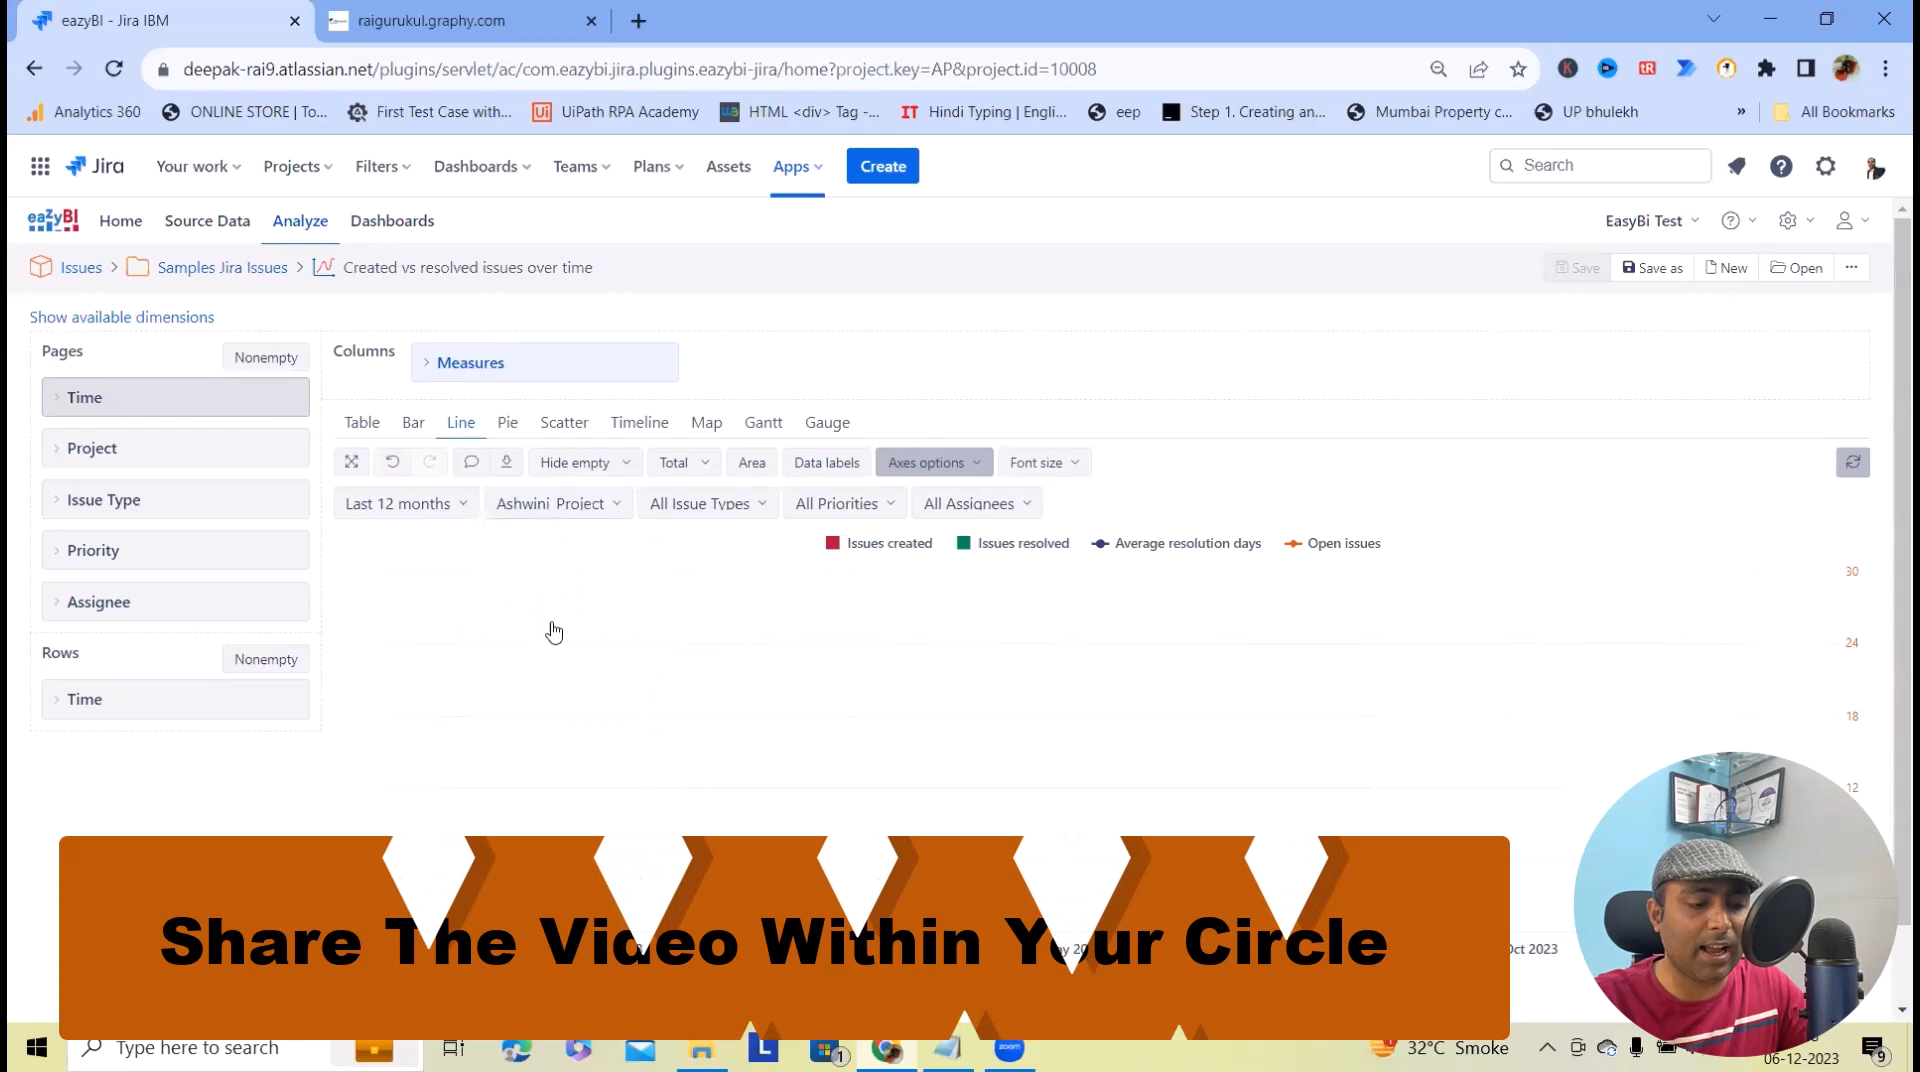 eazyBI - Jira IBM
raigurukul.graphy.com
deepak-rai9.atlassian.net/plugins/servlet/ac/com.eazybi.jira.plugins.eazybi-jira/home?project.key=AP&project.id=10008
Analytics 360 ONLINE STORE | To... First Test Case with... UiPath RPA Academy HTML <div> Tag -... Hindi Typing | Engli... eep Step 1. Creating an... Mumbai Property c... UP bhulekh » All Bookmarks
Jira Your work Projects Filters Dashboards Teams Plans Assets Apps Create Search
eaZyBI Home Source Data Analyze Dashboards EasyBi Test
Issues > Samples Jira Issues > Created vs resolved issues over time Save Save as New Open ...
Show available dimensions
Pages Nonempty
Columns Measures
Time
Project
Issue Type
Priority
Assignee
Rows Nonempty
Time
Table Bar Line Pie Scatter Timeline Map Gantt Gauge
Hide empty Total Area Data labels Axes options Font size
Last 12 months Ashwini Project All Issue Types All Priorities All Assignees
Issues created Issues resolved Average resolution days Open issues
30
24
18
12
Share The Video Within Your Circle
Oct 2023
Type here to search
1
zoom
32°C Smoke
06-12-2023
9